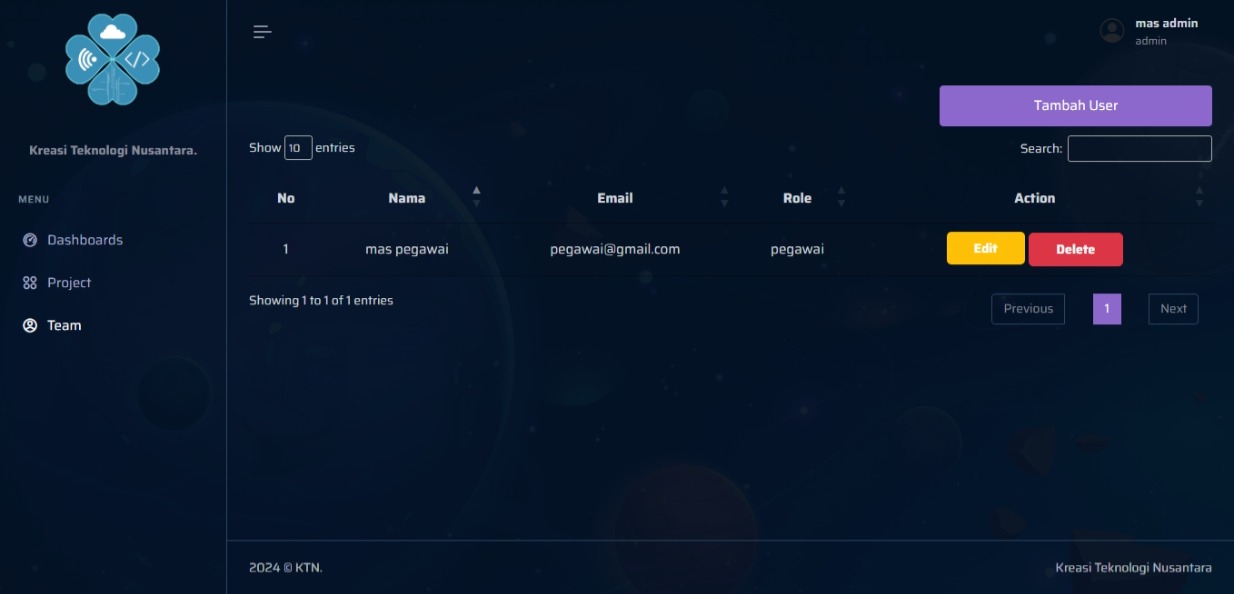 mas admin
admin
Kreasi Teknologi Nusantara.
MENU
Dashboards
Project
Team
Tambah User
Show 10 entries
Search:
No Nama Email Role Action
1 mas pegawai pegawai@gmail.com pegawai Edit Delete
Showing 1 to 1 of 1 entries
Previous 1 Next
2024 © KTN.
Kreasi Teknologi Nusantara